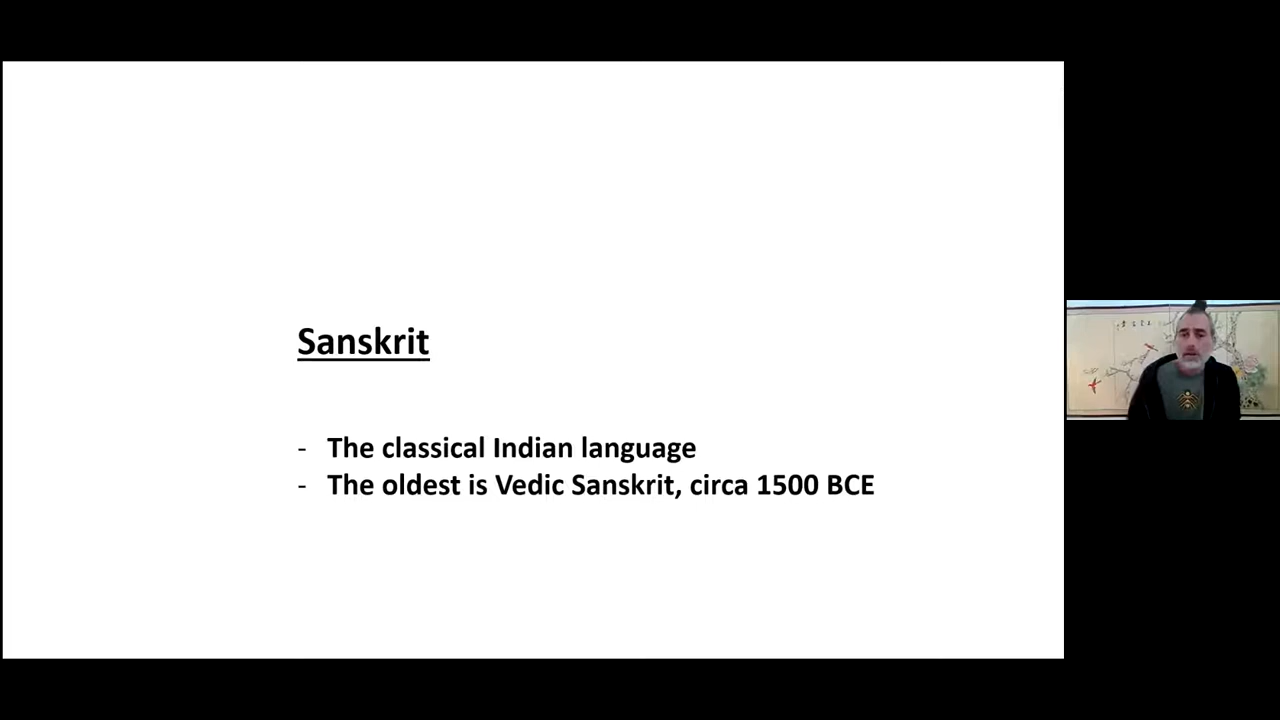 Sanskrit
- The classical Indian language
- The oldest is Vedic Sanskrit, circa 1500 BCE